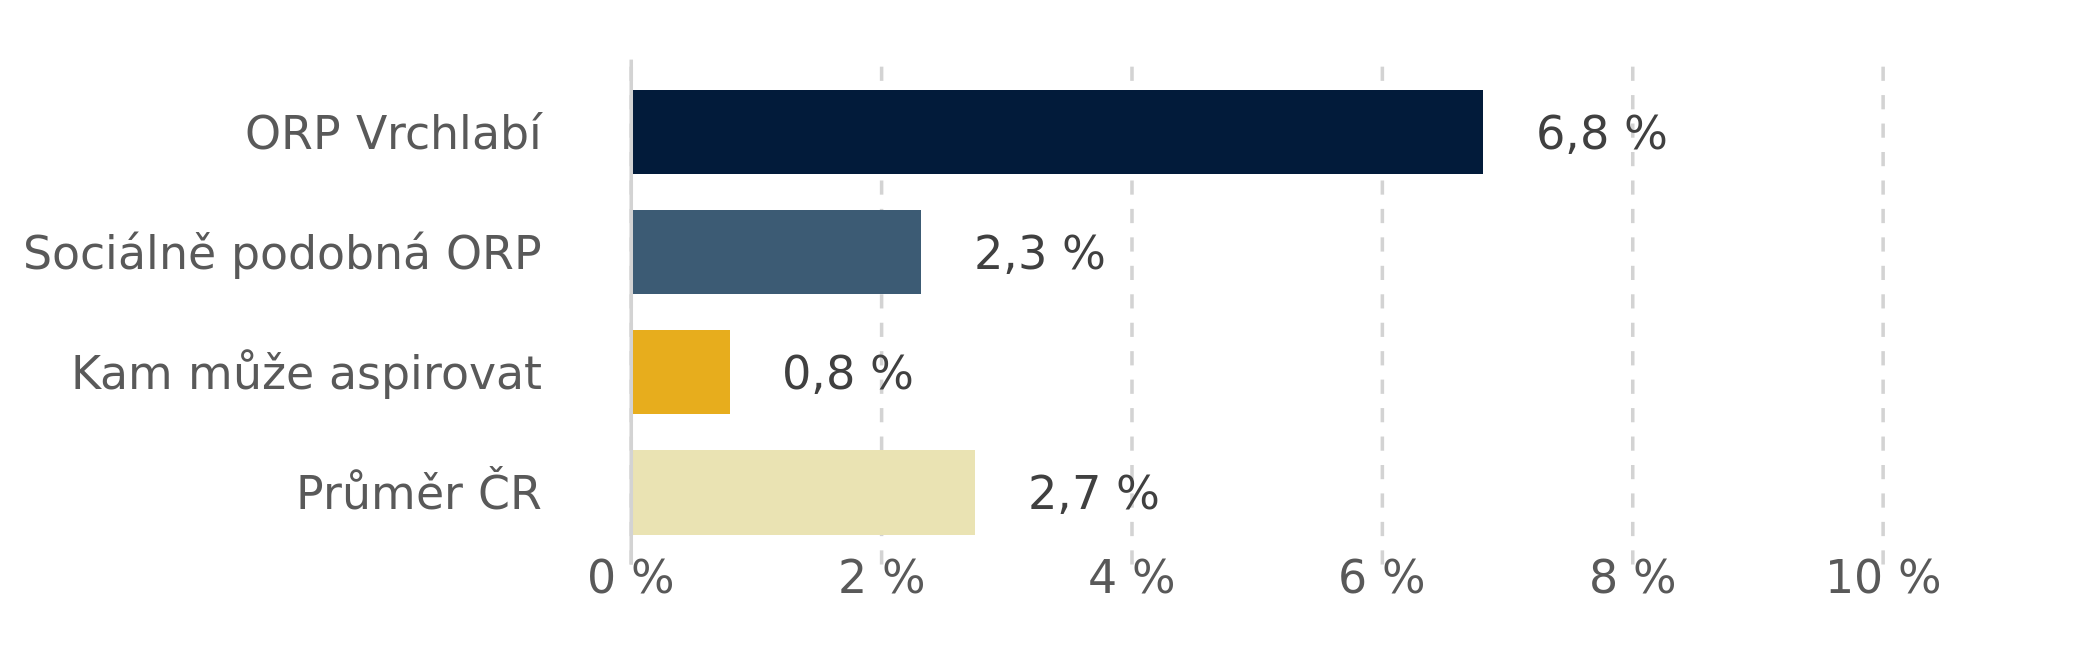 ORP Vrchlabí 6,8 %
Sociálně podobná ORP 2,3 %
Kam může aspirovat 0,8 %
Průměr ČR 2,7 %
0 % 2 % 4 % 6 % 8 % 10 %